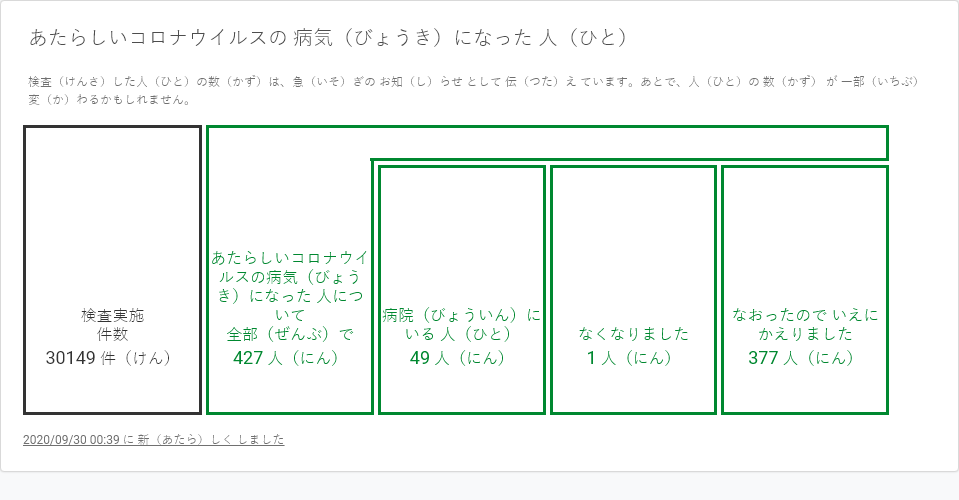 あたらしいコロナウイルスの 病気（びょうき）になった 人（ひと）
検査（けんさ）した人（ひと）の数（かず）は、急（いそ）ぎの お知（し）らせ として 伝（つた）え ています。あとで、人（ひと）の 数（かず） が 一部（いちぶ）
変（か）わるかもしれません。
検査実施
件数
30149 件（けん）
あたらしいコロナウイ
ルスの病気（びょう
き）になった 人につ
いて
全部（ぜんぶ）で
427 人（にん）
病院（びょういん）に
いる 人（ひと）
49 人（にん）
なくなりました
1 人（にん）
なおったので いえに
かえりました
377 人（にん）
2020/09/30 00:39 に 新（あたら）しく しました